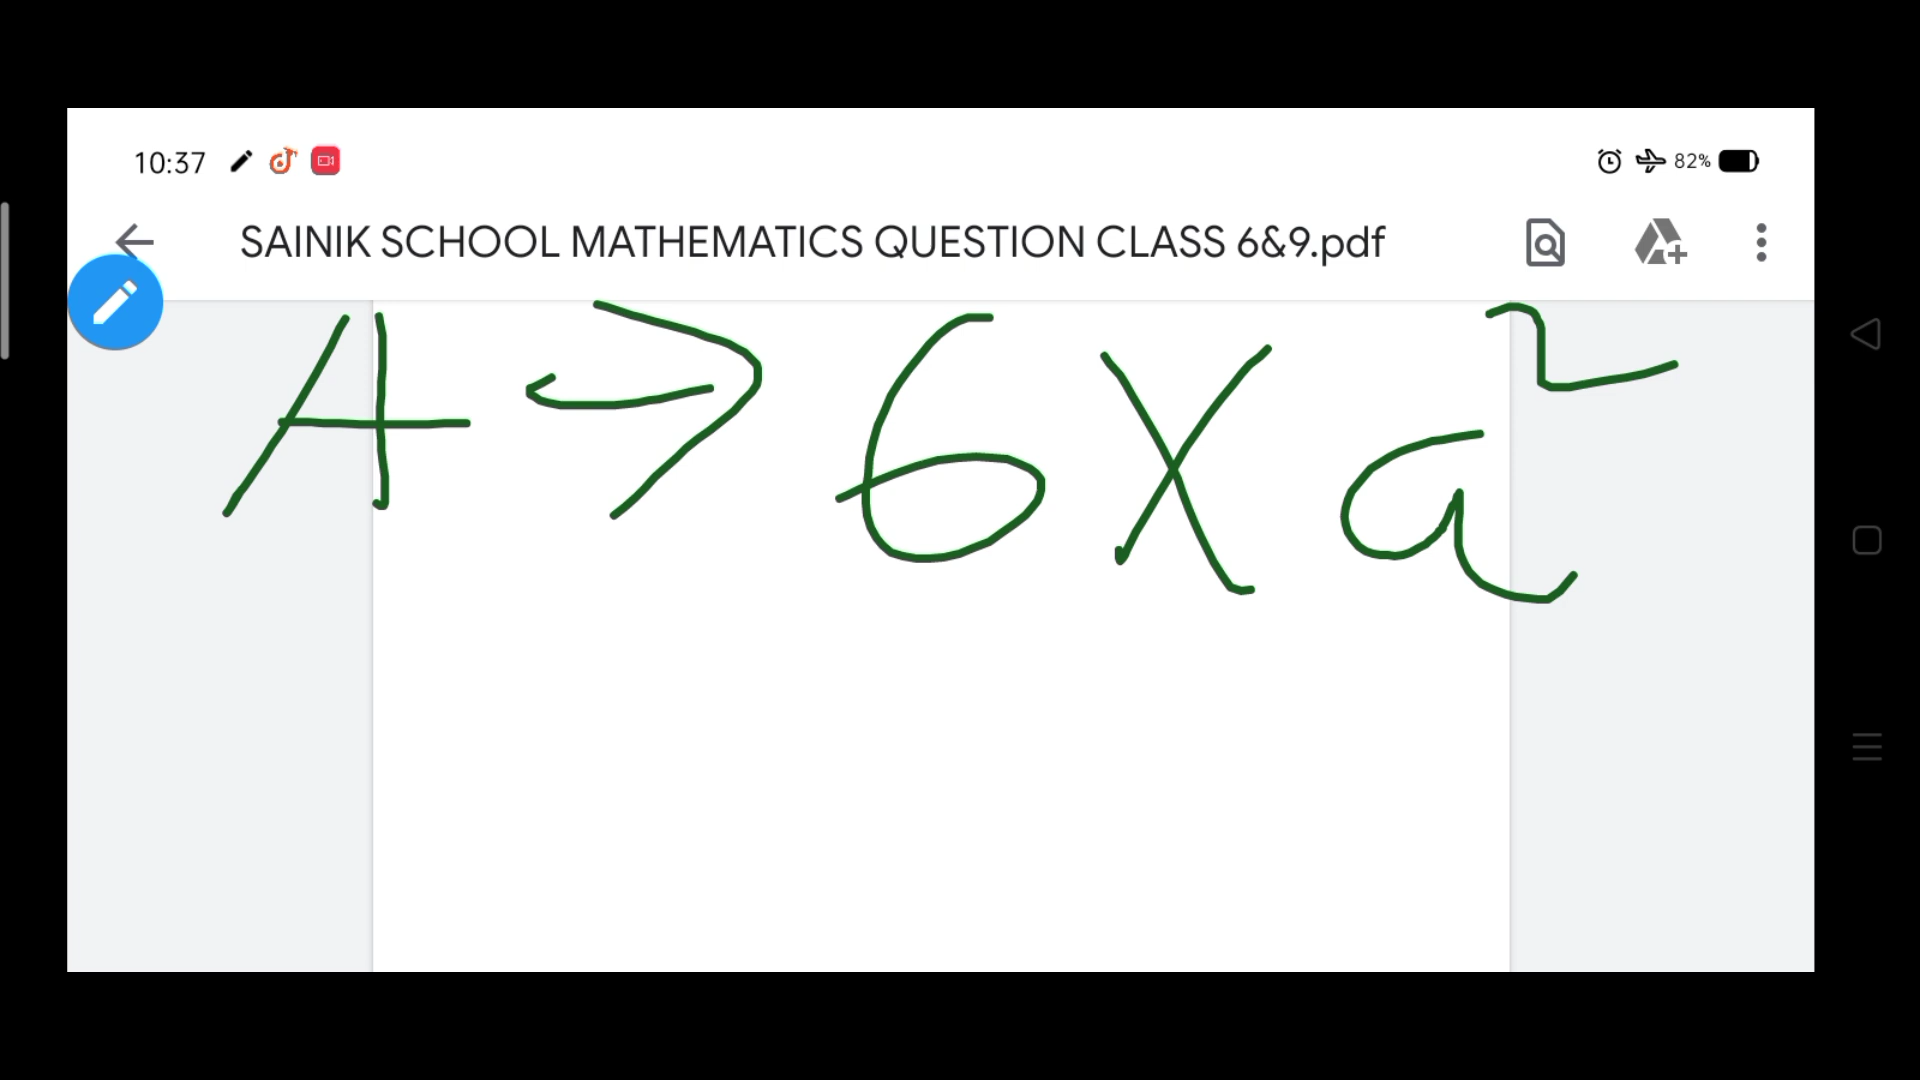 10:37 82%
SAINIK SCHOOL MATHEMATICS QUESTION CLASS 6&9.pdf
A → 6 X a²